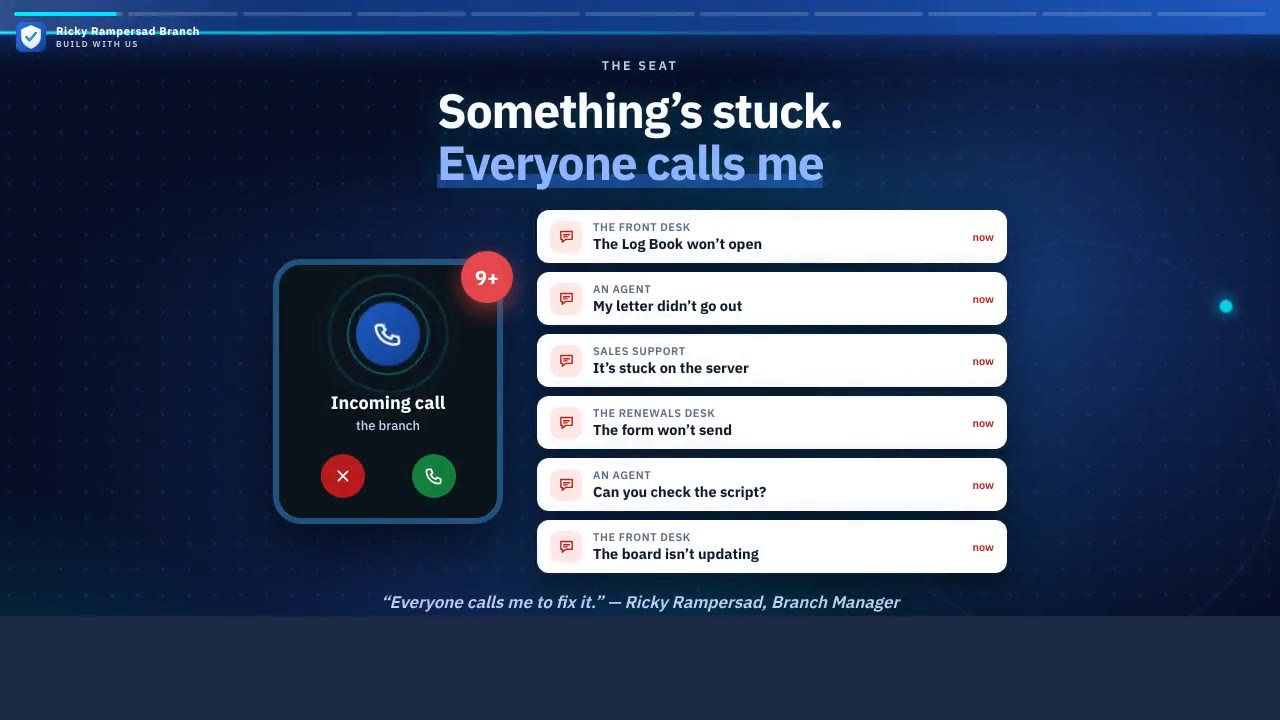 Ricky Rampersad Branch
BUILD WITH US
THE SEAT
Something’s stuck.
Everyone calls me
9+
Incoming call
the branch
THE FRONT DESK
The Log Book won’t open
now
AN AGENT
My letter didn’t go out
now
SALES SUPPORT
It’s stuck on the server
now
THE RENEWALS DESK
The form won’t send
now
AN AGENT
Can you check the script?
now
THE FRONT DESK
The board isn’t updating
now
“Everyone calls me to fix it.” — Ricky Rampersad, Branch Manager